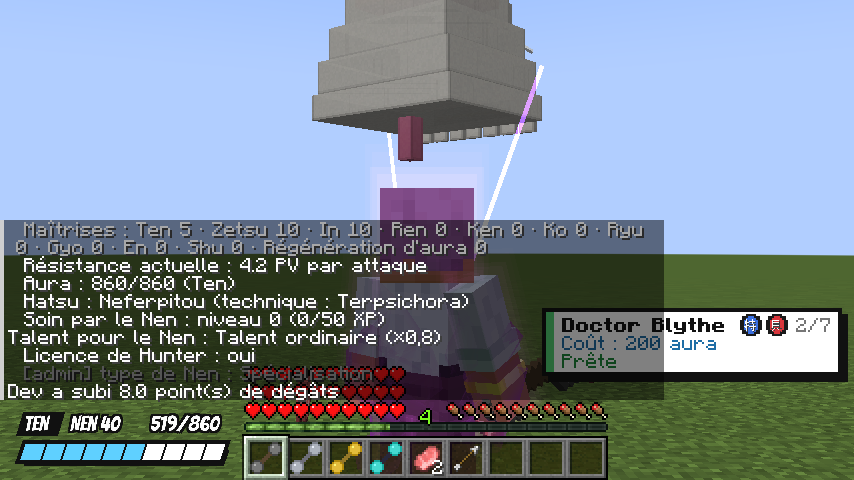 Maîtrises : Ten 5 · Zetsu 10 · In 10 · Ren 0 · Ken 0 · Ko 0 · Ryu
0 · Gyo 0 · En 0 · Shu 0 · Régénération d'aura 0
Résistance actuelle : 4.2 PV par attaque
Aura : 860/860 (Ten)
Hatsu : Neferpitou (technique : Terpsichora)
Soin par le Nen : niveau 0 (0/50 XP)
Talent pour le Nen : Talent ordinaire (×0,8)
Licence de Hunter : oui
[admin] type de Nen : Spécialisation
Dev a subi 8.0 point(s) de dégâts
Doctor Blythe 2/7
Coût : 200 aura
Prête
TEN NEN 40 519/860
4
2